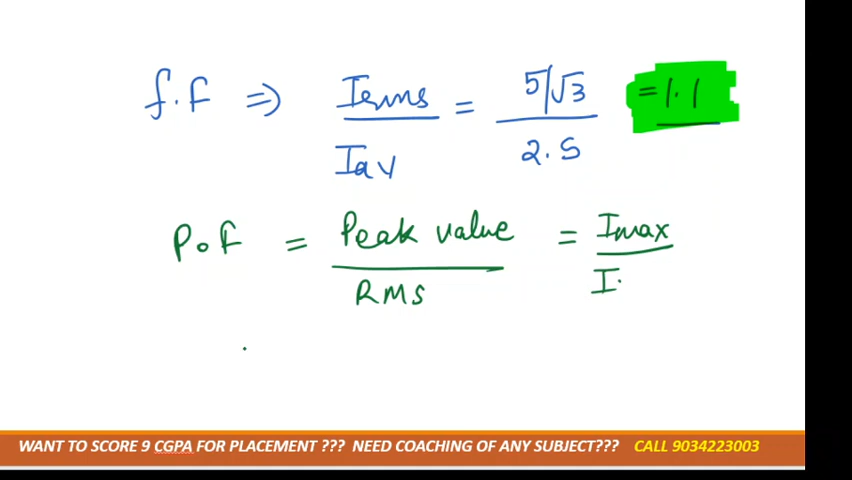 f.f ⇒ Irms / Iav = 5/√3 / 2.5 = 1.1
P.f = Peak value / RMS = Imax / I.
WANT TO SCORE 9 CGPA FOR PLACEMENT ??? NEED COACHING OF ANY SUBJECT??? CALL 9034223003